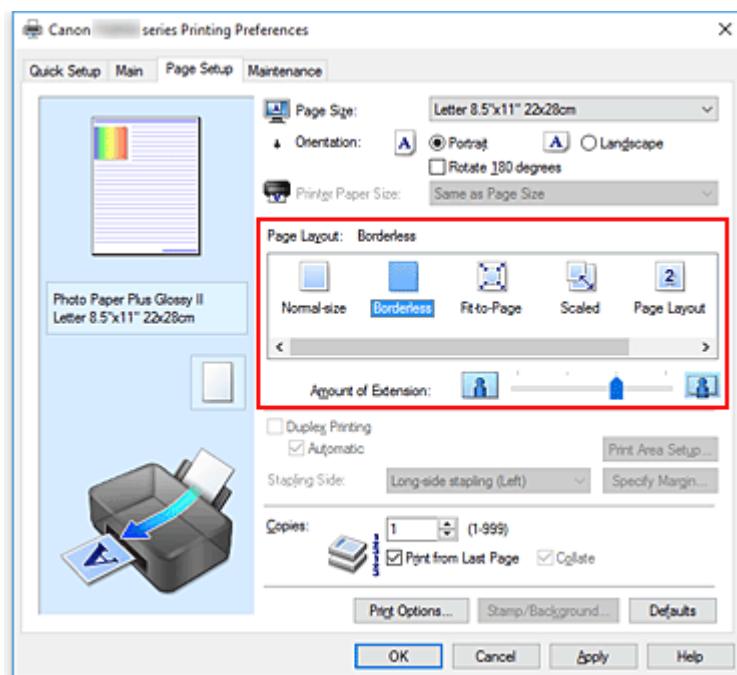 Canon series Printing Preferences
Quick Setup Main Page Setup Maintenance
Page Size: Letter 8.5"x11" 22x28cm
Orientation: A Portrait A Landscape
Rotate 180 degrees
Printer Paper Size: Same as Page Size
Page Layout: Borderless
Normal-size Borderless Fit-to-Page Scaled 2 Page Layout
Photo Paper Plus Glossy II
Letter 8.5"x11" 22x28cm
Amount of Extension:
Duplex Printing
Automatic Print Area Setup...
Stapling Side: Long-side stapling (Left) Specify Margin...
Copies: 1 (1-999)
Print from Last Page Collate
A
Print Options... Stamp/Background... Defaults
OK Cancel Apply Help